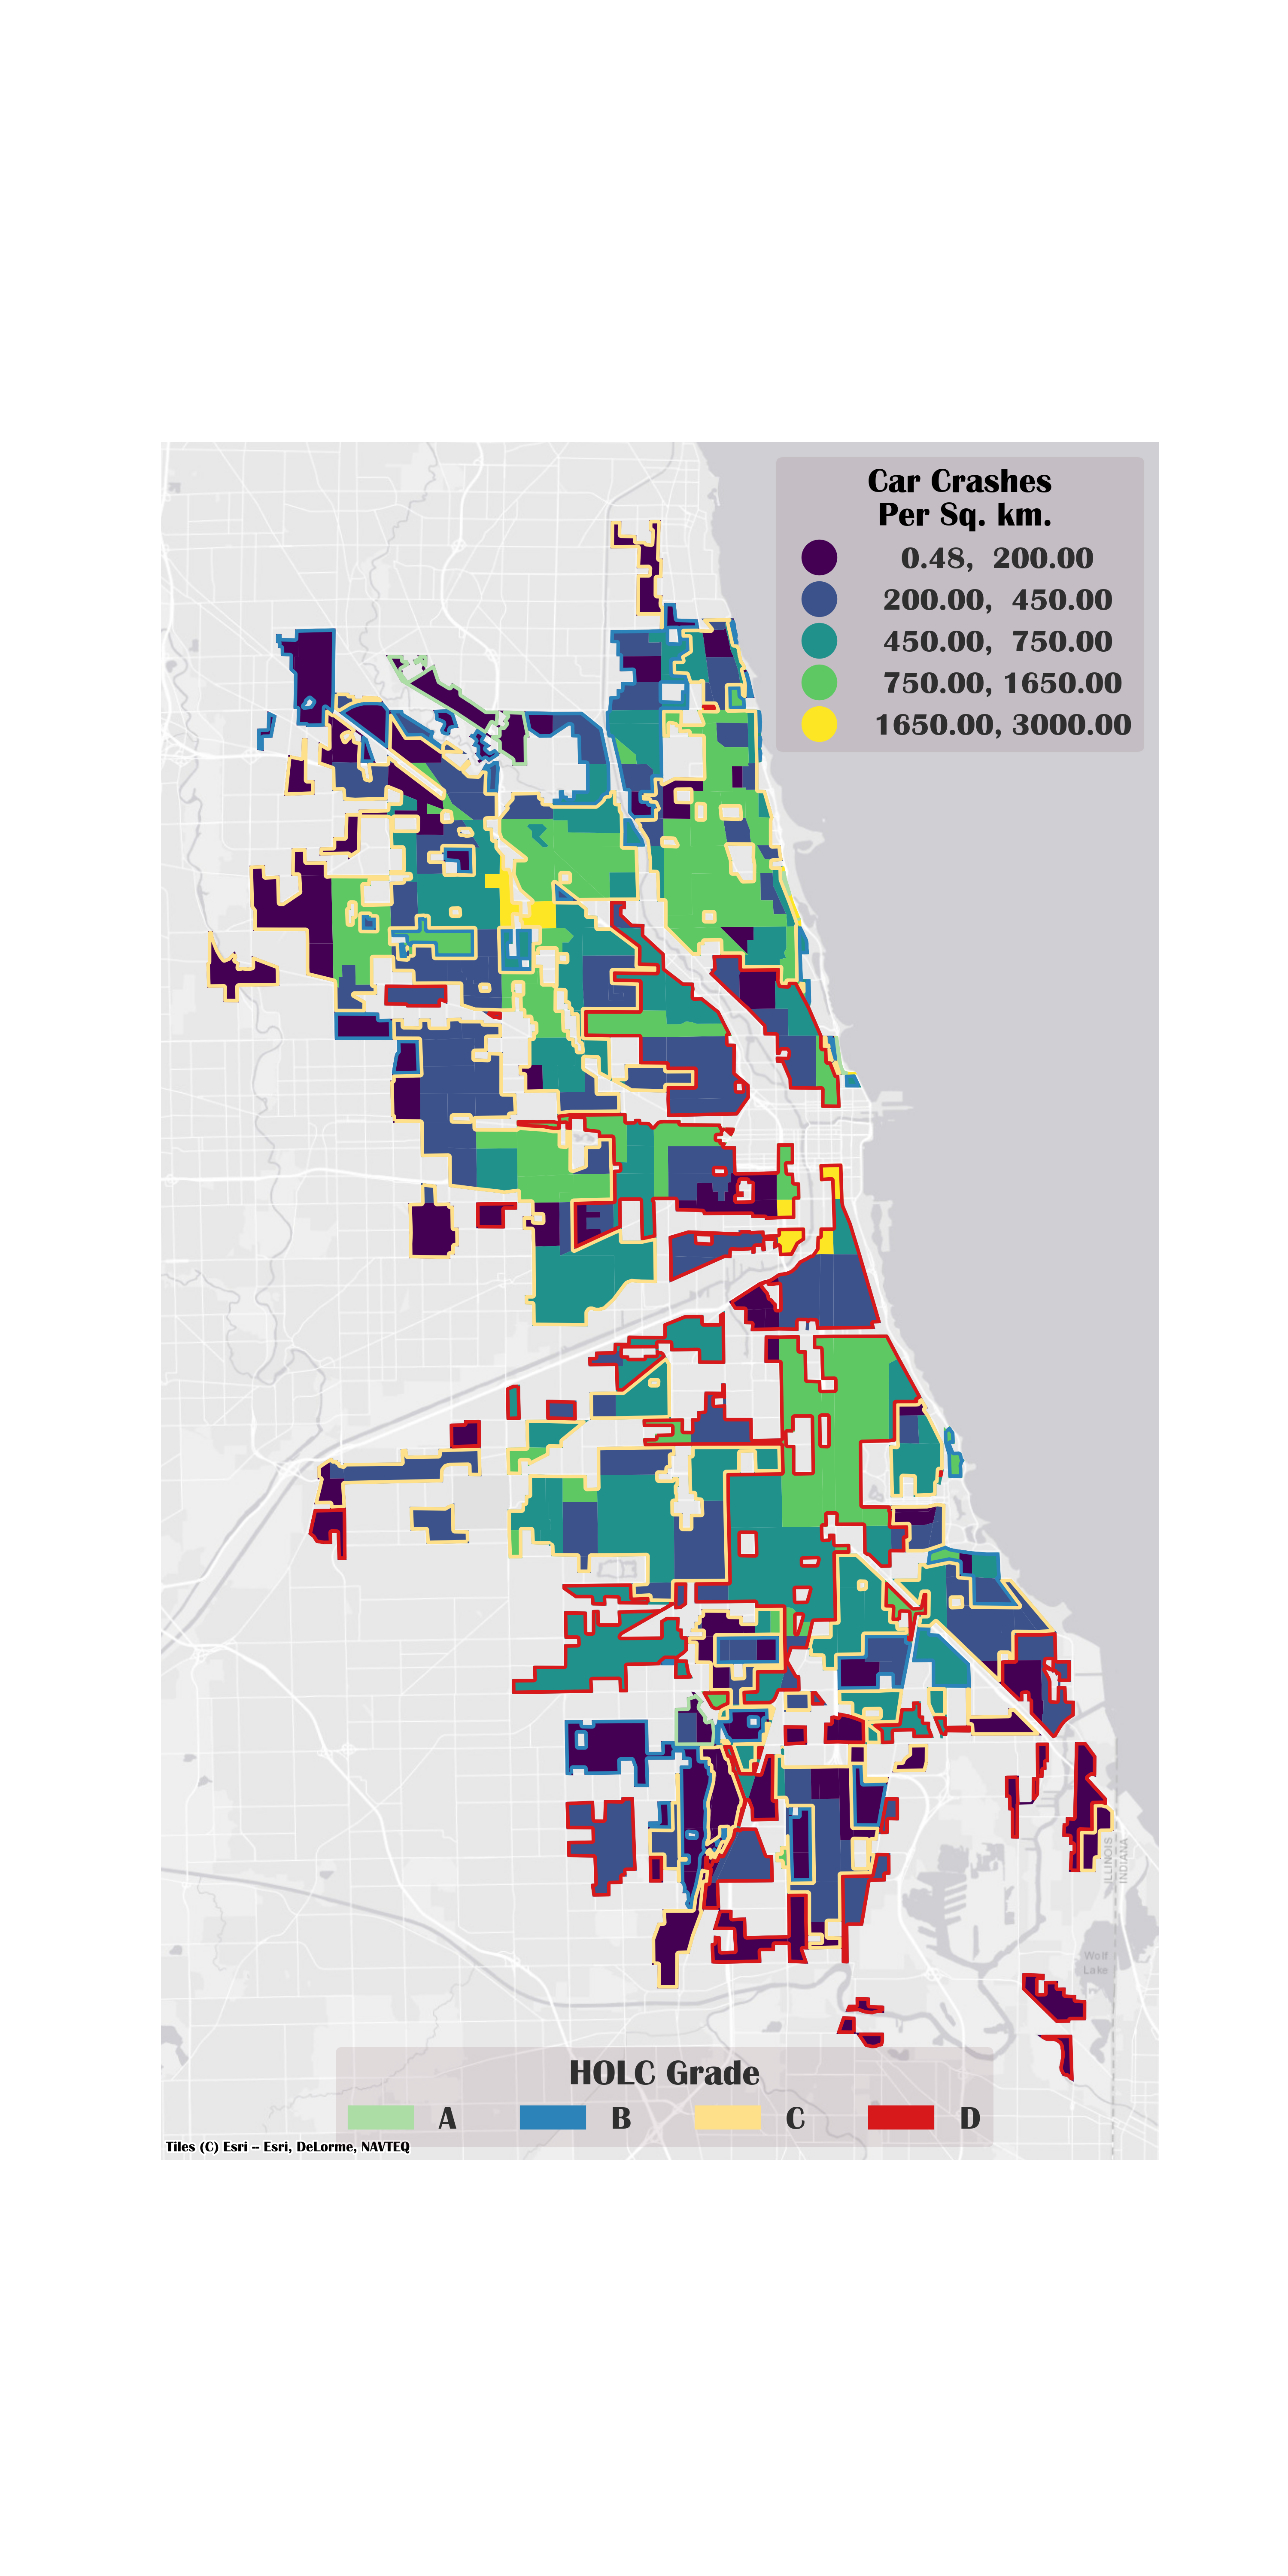 Car Crashes
Per Sq. km.
0.48, 200.00
200.00, 450.00
450.00, 750.00
750.00, 1650.00
1650.00, 3000.00
ILLINOIS
INDIANA
Wolf
Lake
HOLC Grade
A B C D
Tiles (C) Esri -- Esri, DeLorme, NAVTEQ